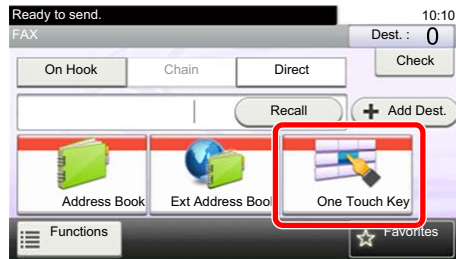 Ready to send.
10:10
FAX
Dest. :
0
On Hook
Chain
Direct
Check
Recall
Add Dest.
Address Book
Ext Address Book
One Touch Key
Functions
Favorites